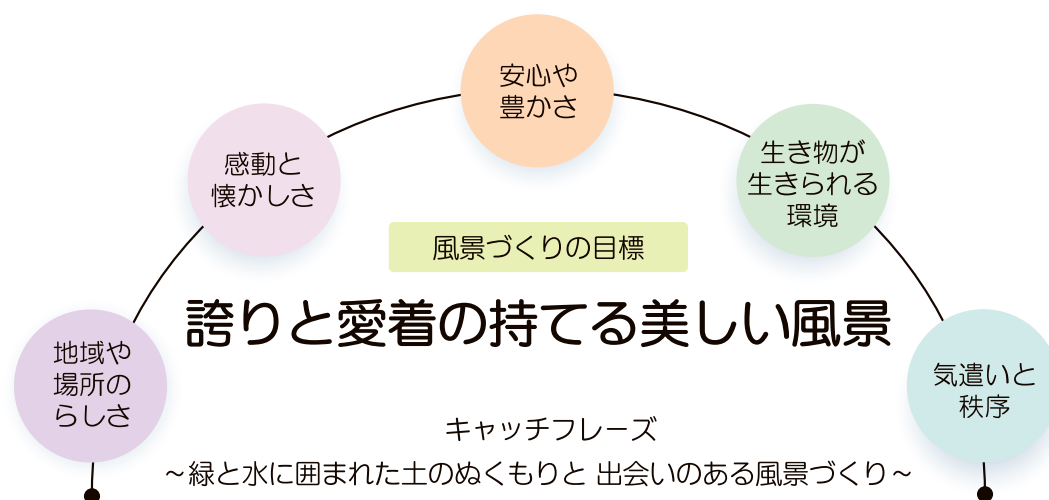 安心や
豊かさ
感動と
懐かしさ
生き物が
生きられる
環境
風景づくりの目標
誇りと愛着の持てる美しい風景
地域や
場所の
らしさ
気遣いと
秩序
キャッチフレーズ
～緑と水に囲まれた土のぬくもりと 出会いのある風景づくり～